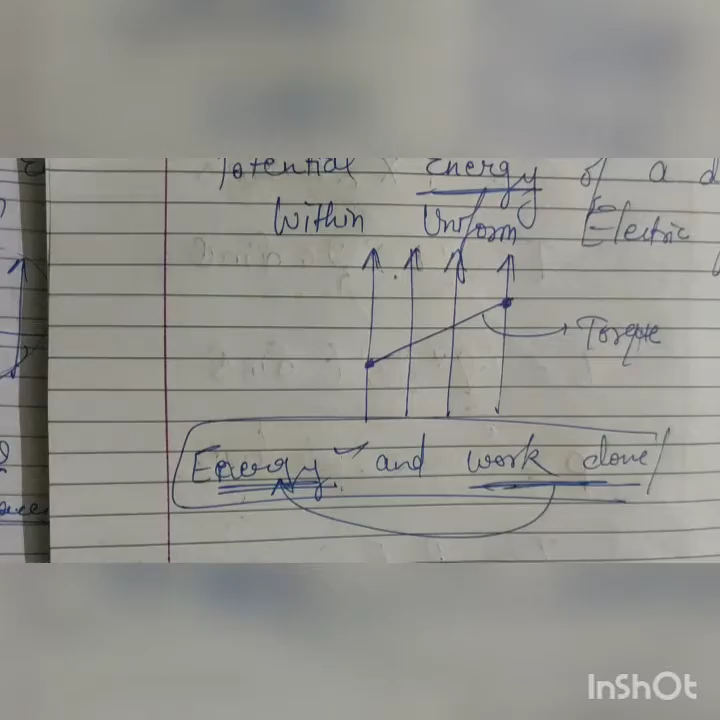 Potential Energy of a d
Within Uniform Electric
Torque
Energy and work done
InShOt